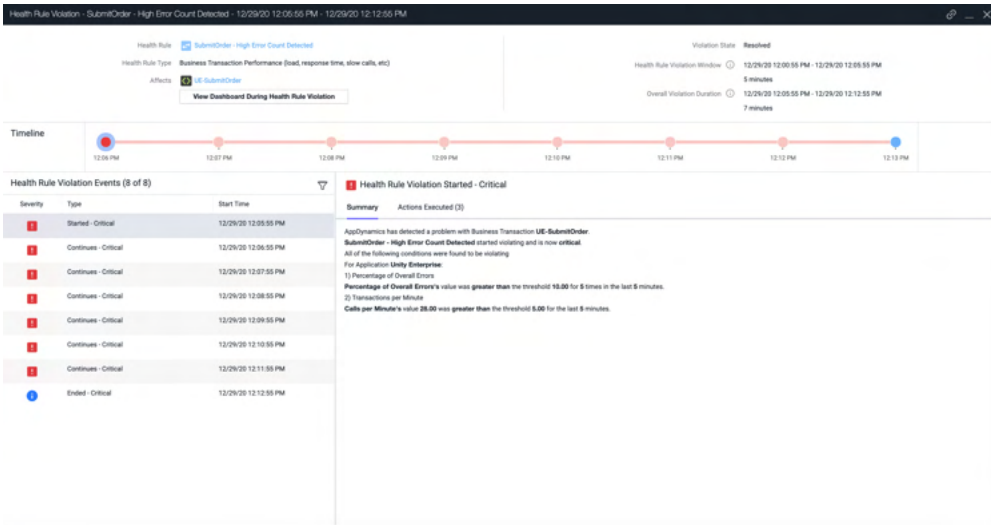 Health Rule Violation - SubmitOrder - High Error Count Detected - 12/29/20 12:05:55 PM - 12/29/20 12:12:55 PM
Health Rule SubmitOrder - High Error Count Detected
Health Rule Type Business Transaction Performance (load, response time, slow calls, etc)
Affects UE-SubmitOrder
View Dashboard During Health Rule Violation
Violation State Resolved
Health Rule Violation Window 12/29/20 12:00:55 PM - 12/29/20 12:05:55 PM
5 minutes
Overall Violation Duration 12/29/20 12:05:55 PM - 12/29/20 12:12:55 PM
7 minutes
Timeline
12:06 PM 12:07 PM 12:08 PM 12:09 PM 12:10 PM 12:11 PM 12:12 PM 12:13 PM
Health Rule Violation Events (8 of 8)
Severity Type Start Time
Started - Critical 12/29/20 12:05:55 PM
Continues - Critical 12/29/20 12:06:55 PM
Continues - Critical 12/29/20 12:07:55 PM
Continues - Critical 12/29/20 12:08:55 PM
Continues - Critical 12/29/20 12:09:55 PM
Continues - Critical 12/29/20 12:10:55 PM
Continues - Critical 12/29/20 12:11:55 PM
Ended - Critical 12/29/20 12:12:55 PM
Health Rule Violation Started - Critical
Summary Actions Executed (3)
AppDynamics has detected a problem with Business Transaction UE-SubmitOrder.
SubmitOrder - High Error Count Detected started violating and is now critical.
All of the following conditions were found to be violating
For Application Unity Enterprise:
1) Percentage of Overall Errors
Percentage of Overall Errors's value was greater than the threshold 10.00 for 5 times in the last 5 minutes.
2) Transactions per Minute
Calls per Minute's value 28.00 was greater than the threshold 5.00 for the last 5 minutes.